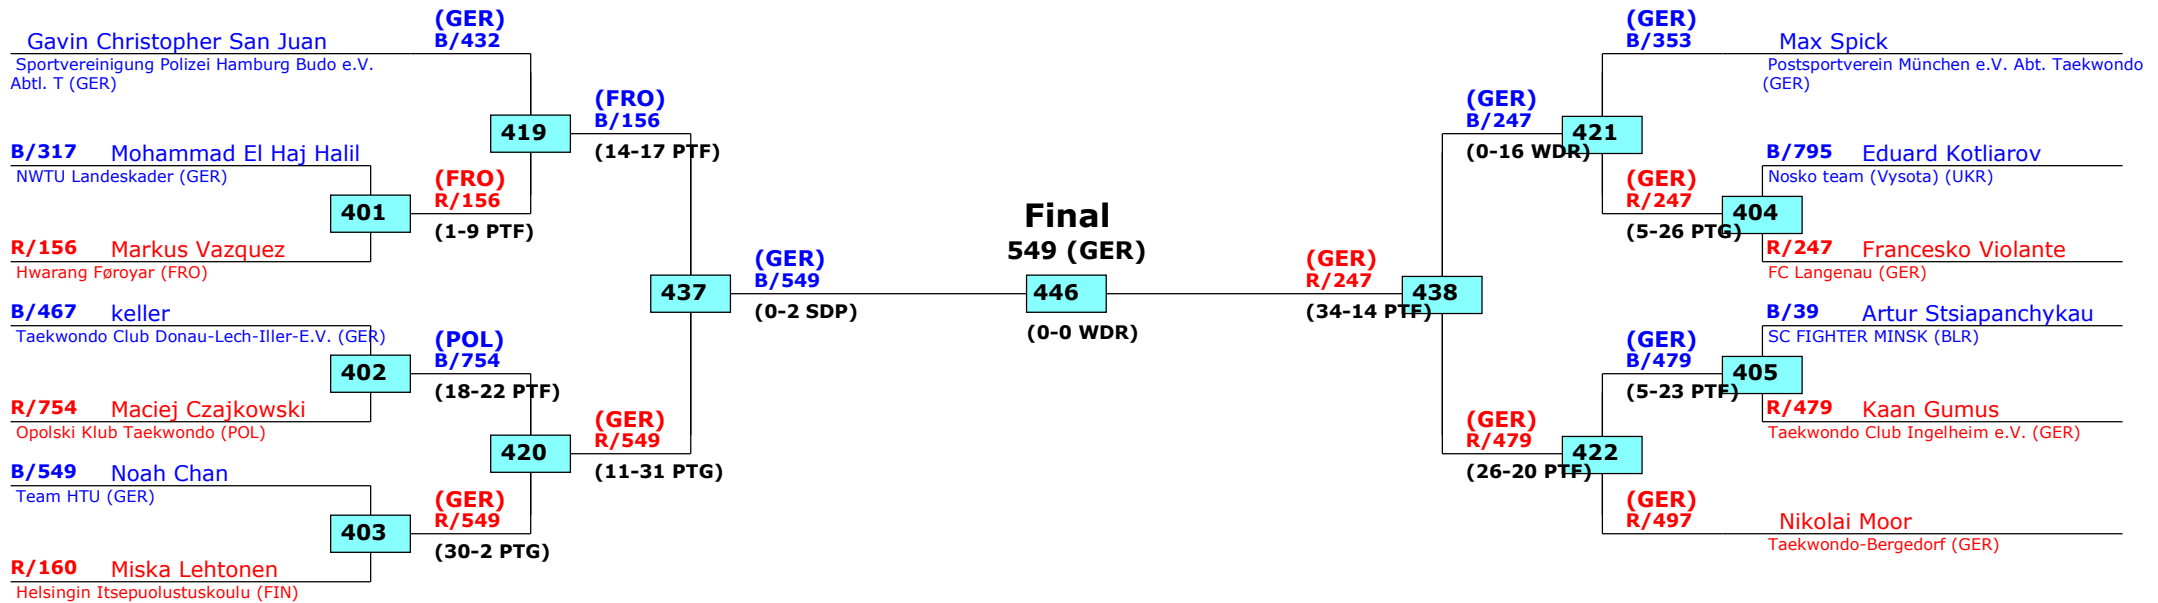 (GER)
B/432
Gavin Christopher San Juan
Sportvereinigung Polizei Hamburg Budo e.V.
Abtl. T (GER)
B/317 Mohammad El Haj Halil
NWTU Landeskader (GER)
401
R/156 Markus Vazquez
Hwarang Føroyar (FRO)
(FRO)
R/156
(1-9 PTF)
419
(FRO)
B/156
(14-17 PTF)
B/467 keller
Taekwondo Club Donau-Lech-Iller-E.V. (GER)
402
R/754 Maciej Czajkowski
Opolski Klub Taekwondo (POL)
(POL)
B/754
(18-22 PTF)
B/549 Noah Chan
Team HTU (GER)
403
R/160 Miska Lehtonen
Helsingin Itsepuolustuskoulu (FIN)
(GER)
R/549
(30-2 PTG)
420
(GER)
R/549
(11-31 PTG)
437
(GER)
B/549
(0-2 SDP)
Final
549 (GER)
446
(0-0 WDR)
(GER)
R/247
(34-14 PTF)
438
(GER)
B/247
(0-16 WDR)
421
(GER)
B/353
Max Spick
Postsportverein München e.V. Abt. Taekwondo
(GER)
(GER)
R/247
(5-26 PTG)
404
B/795 Eduard Kotliarov
Nosko team (Vysota) (UKR)
R/247 Francesko Violante
FC Langenau (GER)
(GER)
R/479
(26-20 PTF)
422
(GER)
B/479
(5-23 PTF)
405
B/39 Artur Stsiapanchykau
SC FIGHTER MINSK (BLR)
R/479 Kaan Gumus
Taekwondo Club Ingelheim e.V. (GER)
(GER)
R/497
Nikolai Moor
Taekwondo-Bergedorf (GER)